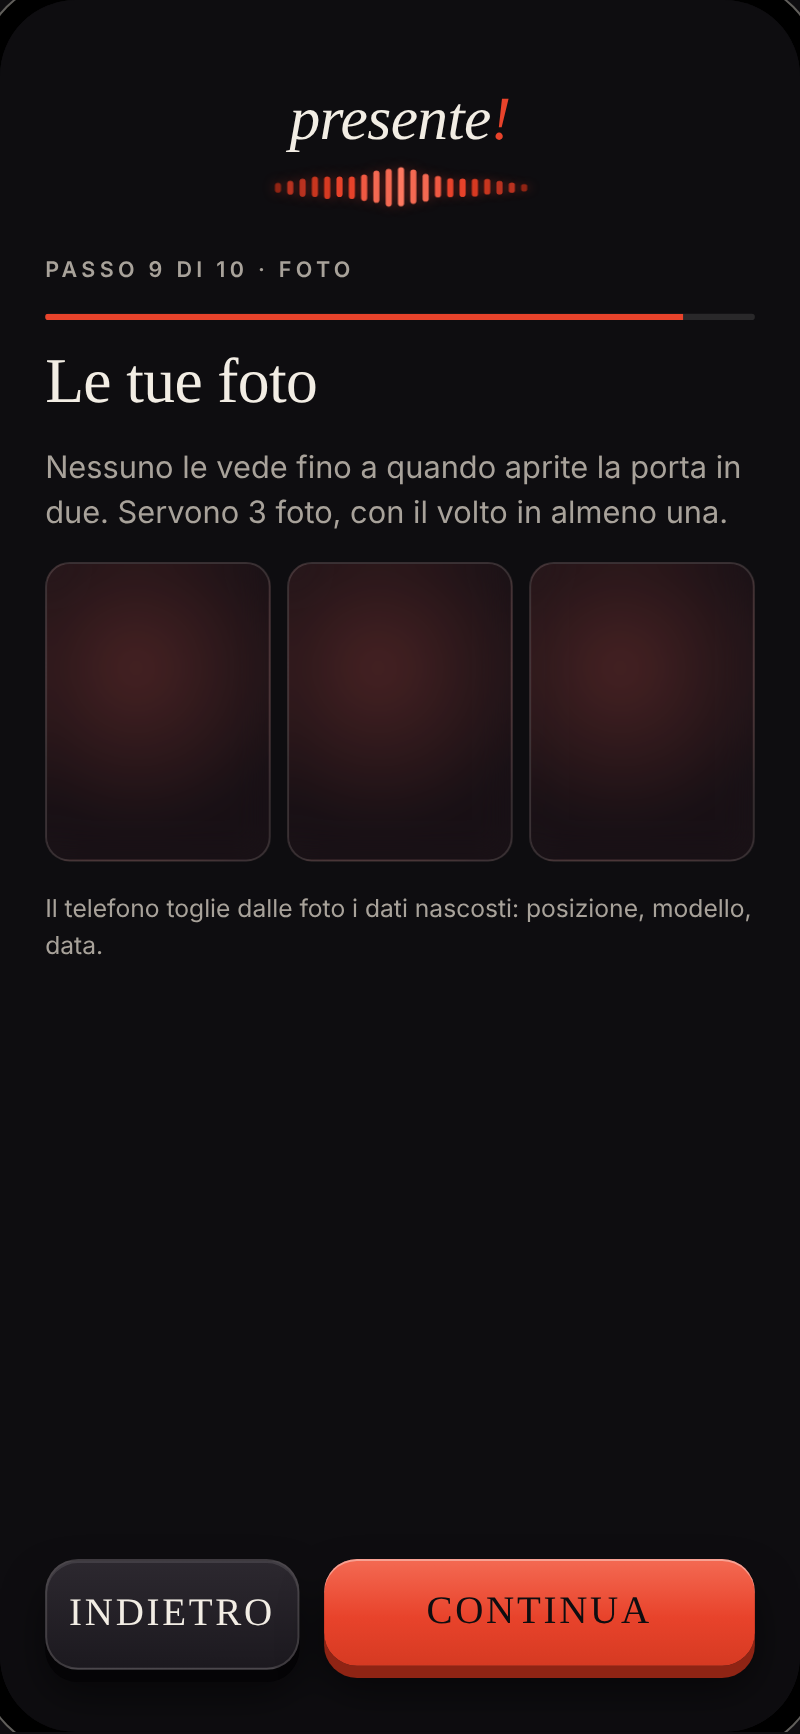 presente!
PASSO 9 DI 10 · FOTO
Le tue foto
Nessuno le vede fino a quando aprite la porta in
due. Servono 3 foto, con il volto in almeno una.
Il telefono toglie dalle foto i dati nascosti: posizione, modello,
data.
INDIETRO
CONTINUA